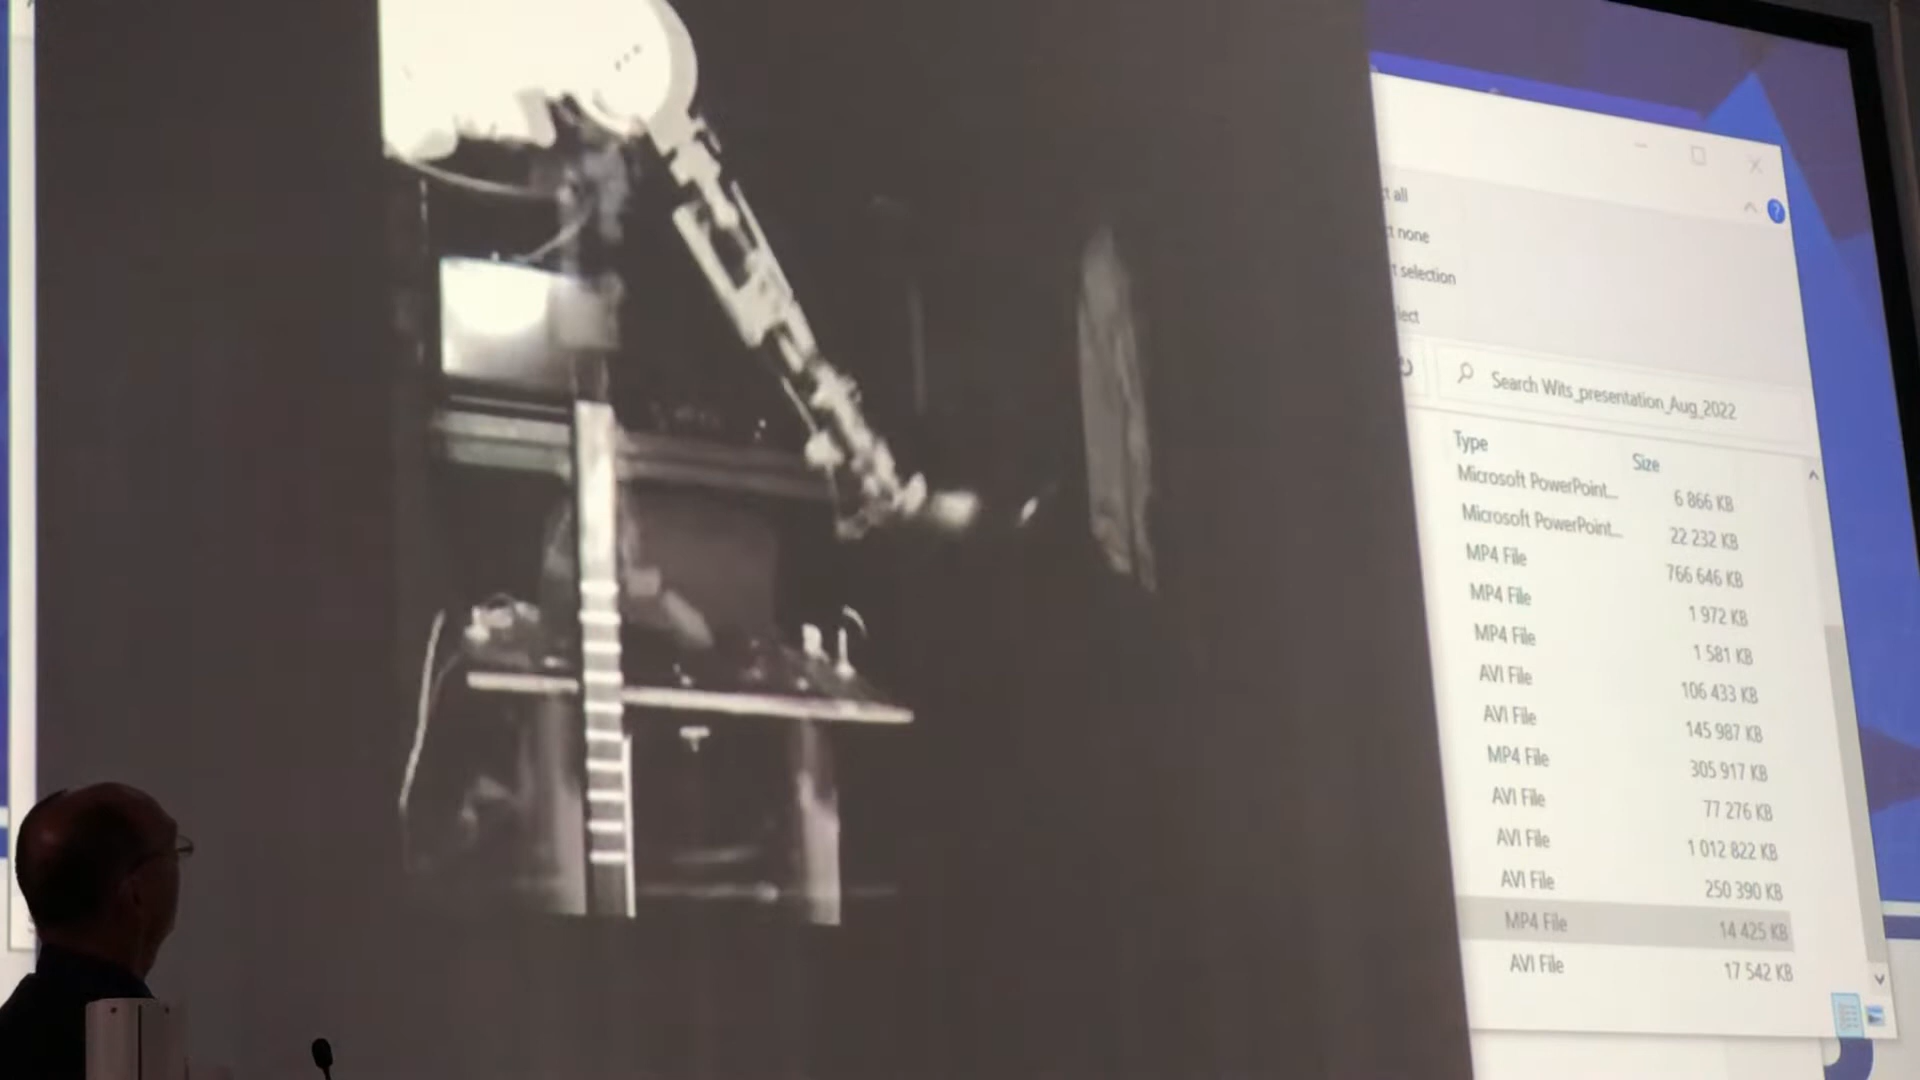 t all
t none
t selection
lect
Search Wits_presentation_Aug_2022
Type Size
Microsoft PowerPoint... 6 866 KB
Microsoft PowerPoint... 22 232 KB
MP4 File 766 646 KB
MP4 File 1 972 KB
MP4 File 1 581 KB
AVI File 106 433 KB
AVI File 145 987 KB
MP4 File 305 917 KB
AVI File 77 276 KB
AVI File 1 012 822 KB
AVI File 250 390 KB
MP4 File 14 425 KB
AVI File 17 542 KB